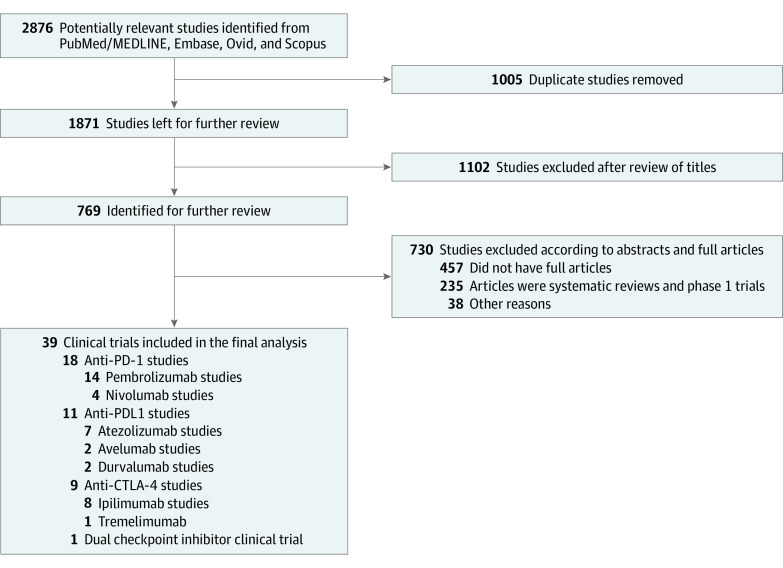 2876 Potentially relevant studies identified from
PubMed/MEDLINE, Embase, Ovid, and Scopus
1005 Duplicate studies removed
1871 Studies left for further review
1102 Studies excluded after review of titles
769 Identified for further review
730 Studies excluded according to abstracts and full articles
457 Did not have full articles
235 Articles were systematic reviews and phase 1 trials
38 Other reasons
39 Clinical trials included in the final analysis
18 Anti-PD-1 studies
14 Pembrolizumab studies
4 Nivolumab studies
11 Anti-PDL1 studies
7 Atezolizumab studies
2 Avelumab studies
2 Durvalumab studies
9 Anti-CTLA-4 studies
8 Ipilimumab studies
1 Tremelimumab
1 Dual checkpoint inhibitor clinical trial